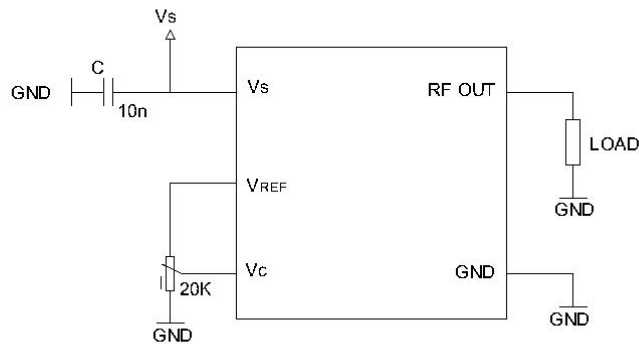 Vs
C
GND
10n
Vs
RF OUT
LOAD
GND
VREF
Vc
20K
GND
GND
GND